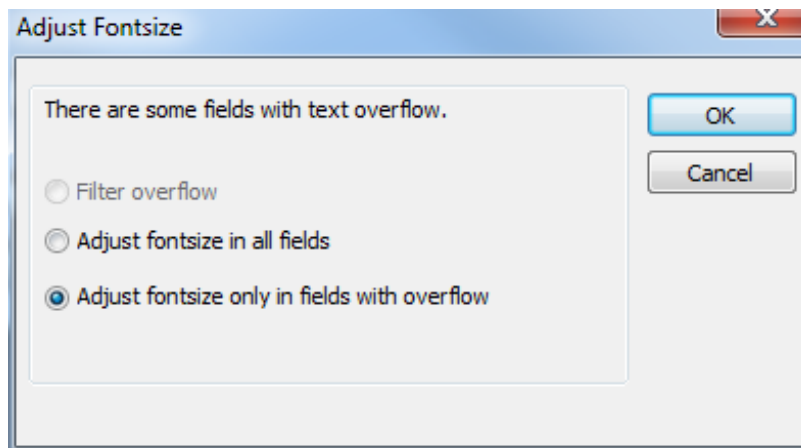 Adjust Fontsize
There are some fields with text overflow.
OK
Cancel
Filter overflow
Adjust fontsize in all fields
Adjust fontsize only in fields with overflow